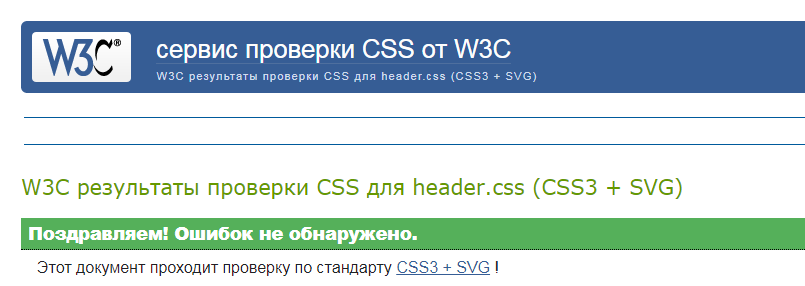 W3C®
сервис проверки CSS от W3C
W3C результаты проверки CSS для header.css (CSS3 + SVG)
W3C результаты проверки CSS для header.css (CSS3 + SVG)
Поздравляем! Ошибок не обнаружено.
Этот документ проходит проверку по стандарту CSS3 + SVG !